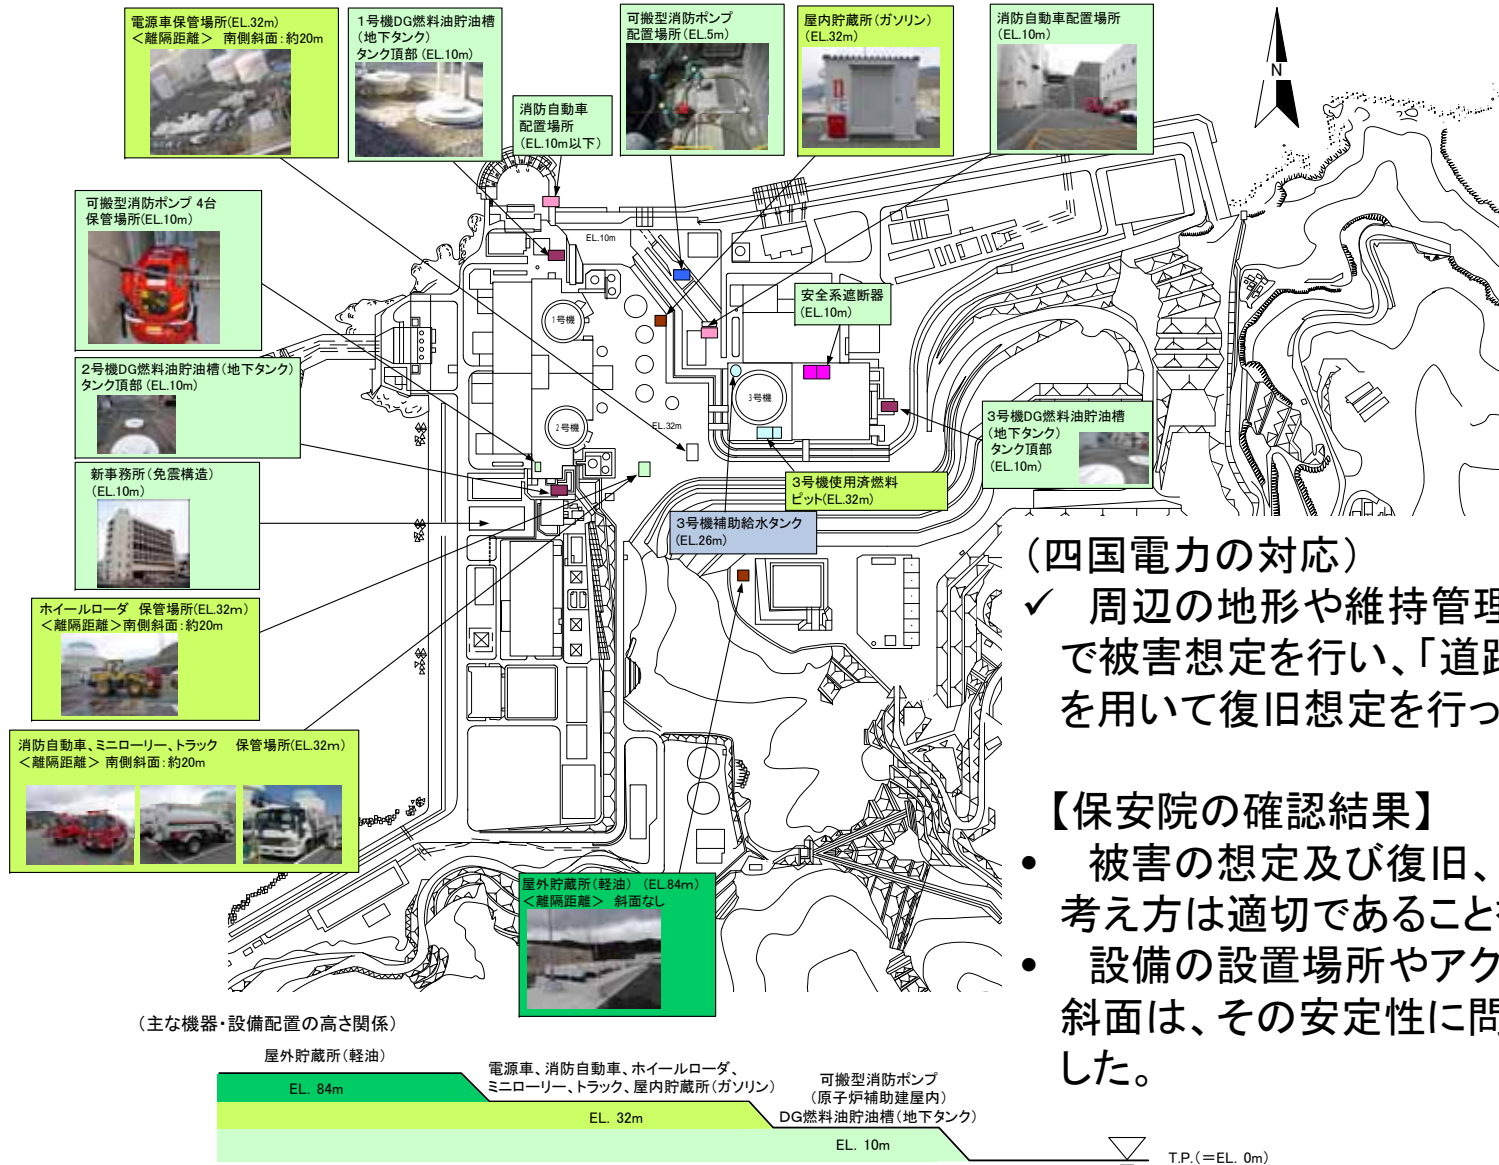 電源車保管場所(EL.32m)
＜離隔距離＞ 南側斜面：約20m
1号機DG燃料油貯油槽
(地下タンク)
タンク頂部 (EL.10m)
消防自動車
配置場所
(EL.10m以下)
可搬型消防ポンプ
配置場所(EL.5m)
屋内貯蔵所(ガソリン)
(EL.32m)
消防自動車配置場所
(EL.10m)
N
可搬型消防ポンプ 4台
保管場所(EL.10m)
EL.10m
安全系遮断器
(EL.10m)
1号機
2号機DG燃料油貯油槽(地下タンク)
タンク頂部 (EL.10m)
3号機
2号機
EL.32m
3号機DG燃料油貯油槽
(地下タンク)
タンク頂部
(EL.10m)
新事務所(免震構造)
(EL.10m)
3号機使用済燃料
ピット(EL.32m)
3号機補助給水タンク
(EL.26m)
ホイールローダ 保管場所(EL.32m)
＜離隔距離＞南側斜面：約20m
消防自動車、ミニローリー、トラック 保管場所(EL.32m)
＜離隔距離＞ 南側斜面：約20m
屋外貯蔵所(軽油) (EL.84m)
＜離隔距離＞ 斜面なし
(四国電力の対応)
✓ 周辺の地形や維持管理
で被害想定を行い、「道路
を用いて復旧想定を行っ
【保安院の確認結果】
• 被害の想定及び復旧、
考え方は適切であること
• 設備の設置場所やアク
斜面は、その安定性に問
した。
(主な機器・設備配置の高さ関係)
屋外貯蔵所(軽油)
EL. 84m
電源車、消防自動車、ホイールローダ、
ミニローリー、トラック、屋内貯蔵所(ガソリン)
EL. 32m
可搬型消防ポンプ
(原子炉補助建屋内)
DG燃料油貯油槽(地下タンク)
EL. 10m
T.P.(＝EL. 0m)